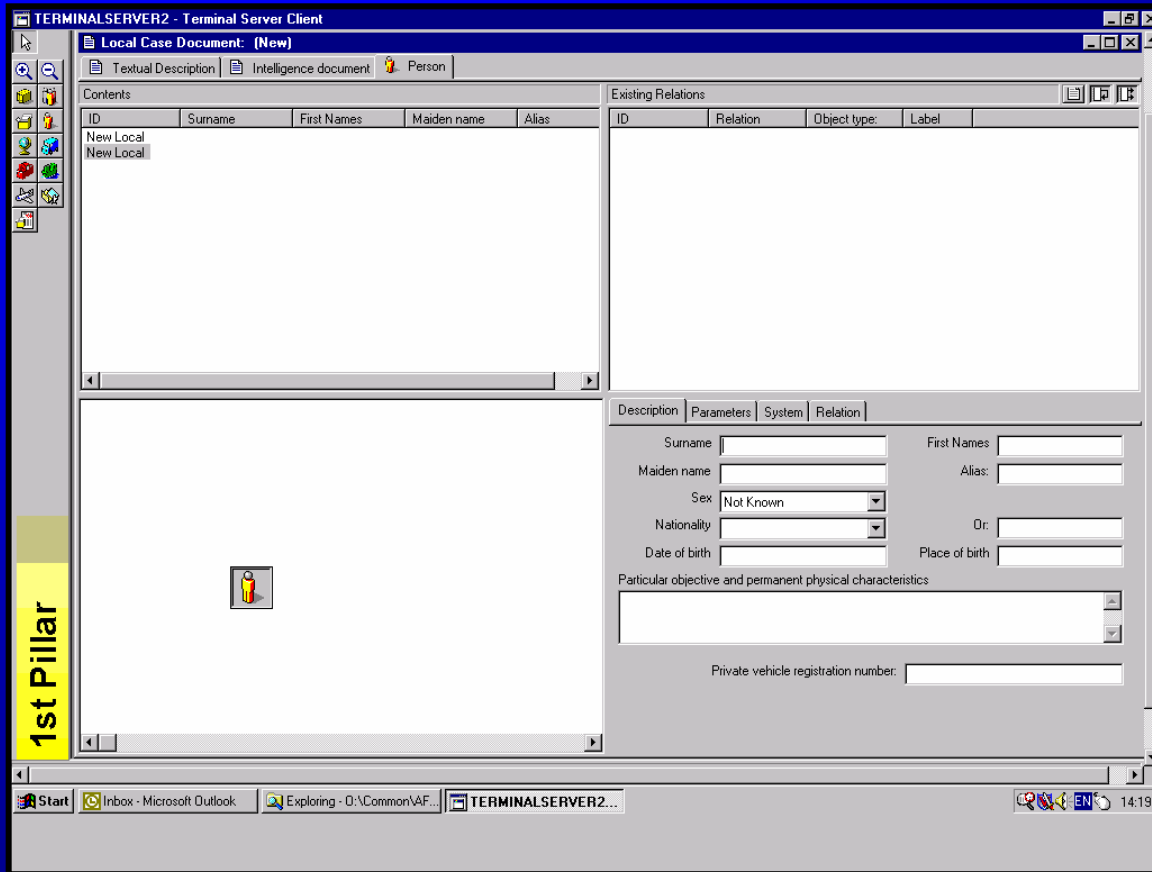 TERMINALSERVER2 - Terminal Server Client
Local Case Document: (New)
Textual Description Intelligence document Person
Contents
ID Surname First Names Maiden name Alias
New Local
New Local
Existing Relations
ID Relation Object type: Label
Description Parameters System Relation
Surname First Names
Maiden name Alias:
Sex Not Known
Nationality Or:
Date of birth Place of birth
Particular objective and permanent physical characteristics
Private vehicle registration number:
1st Pillar
Start Inbox - Microsoft Outlook Exploring - O:\Common\AF... TERMINALSERVER2... EN 14:19